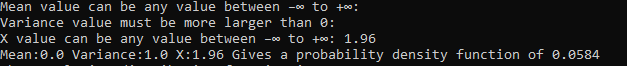 Mean value can be any value between -∞ to +∞:
Variance value must be more larger than 0:
X value can be any value between -∞ to +∞: 1.96
Mean:0.0 Variance:1.0 X:1.96 Gives a probability density function of 0.0584